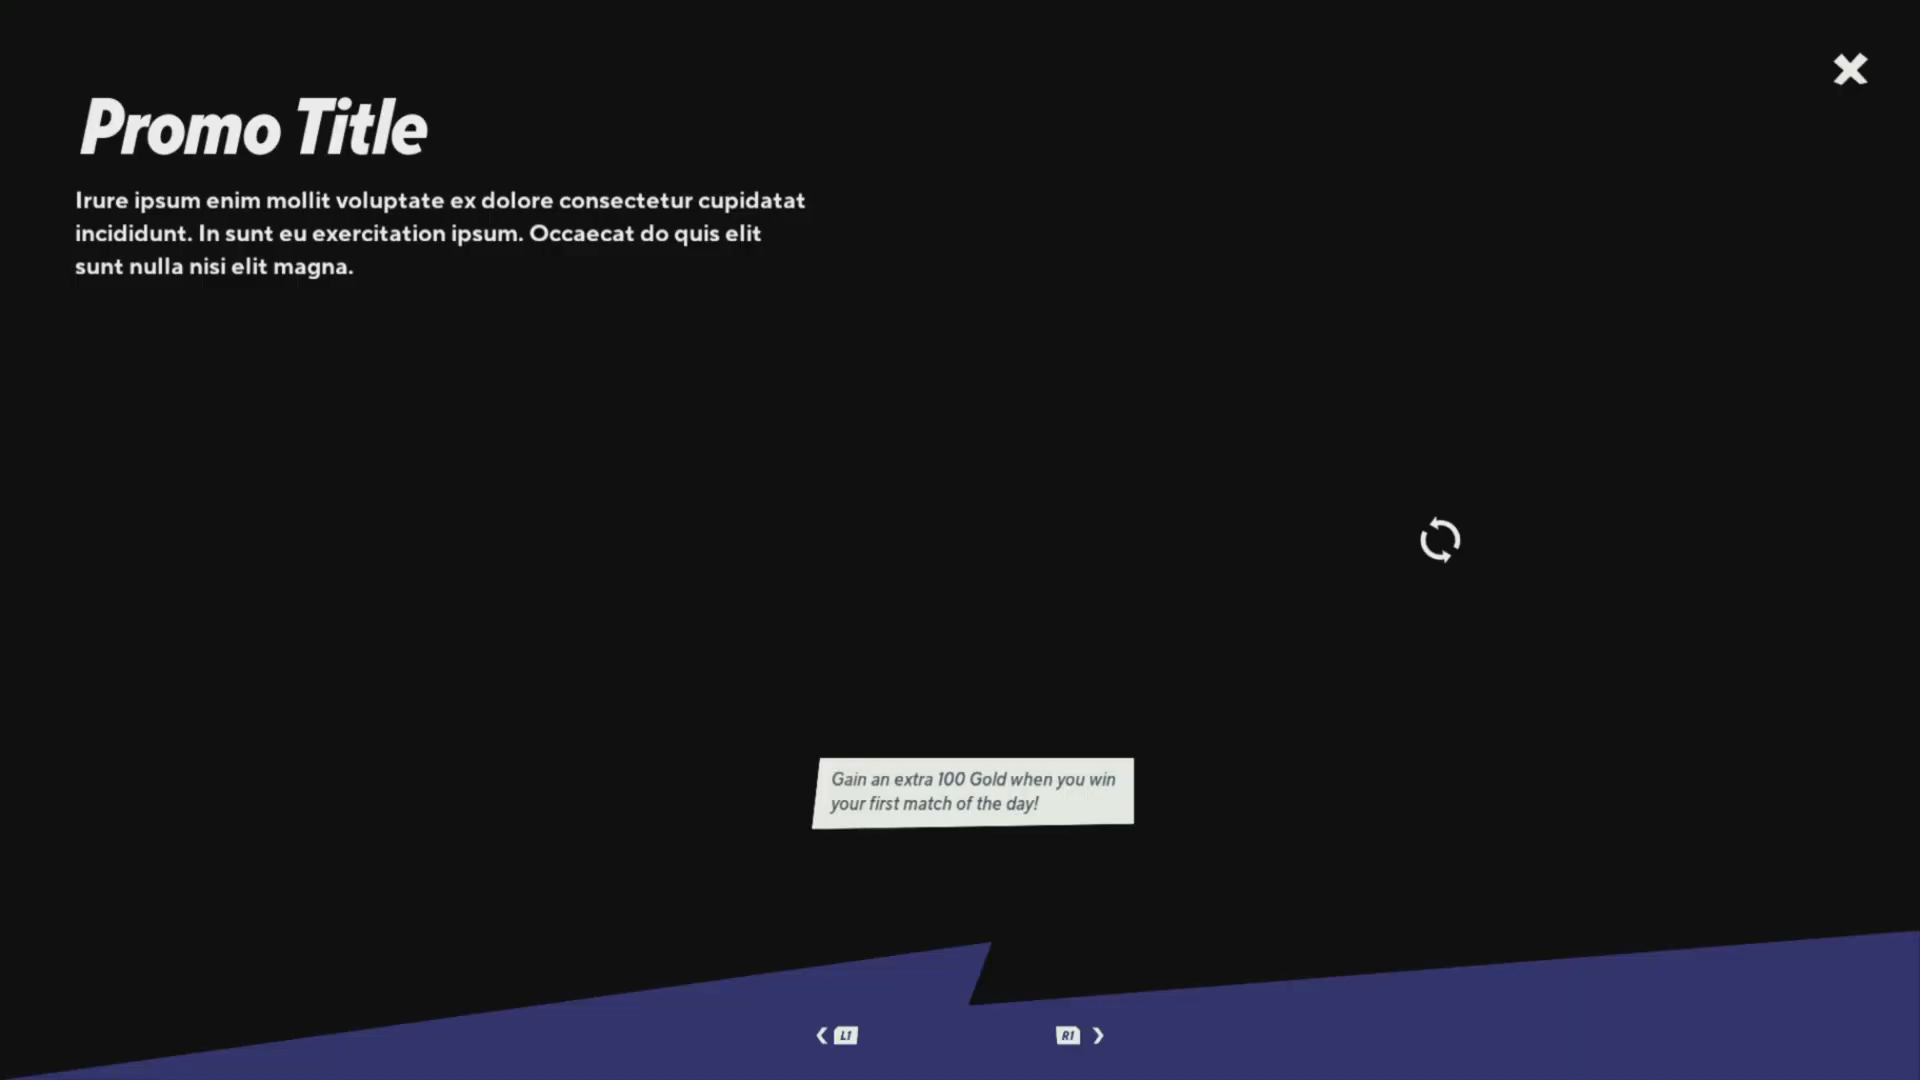 Promo Title
Irure ipsum enim mollit voluptate ex dolore consectetur cupidatat
incididunt. In sunt eu exercitation ipsum. Occaecat do quis elit
sunt nulla nisi elit magna.
Gain an extra 100 Gold when you win
your first match of the day!
L1
R1